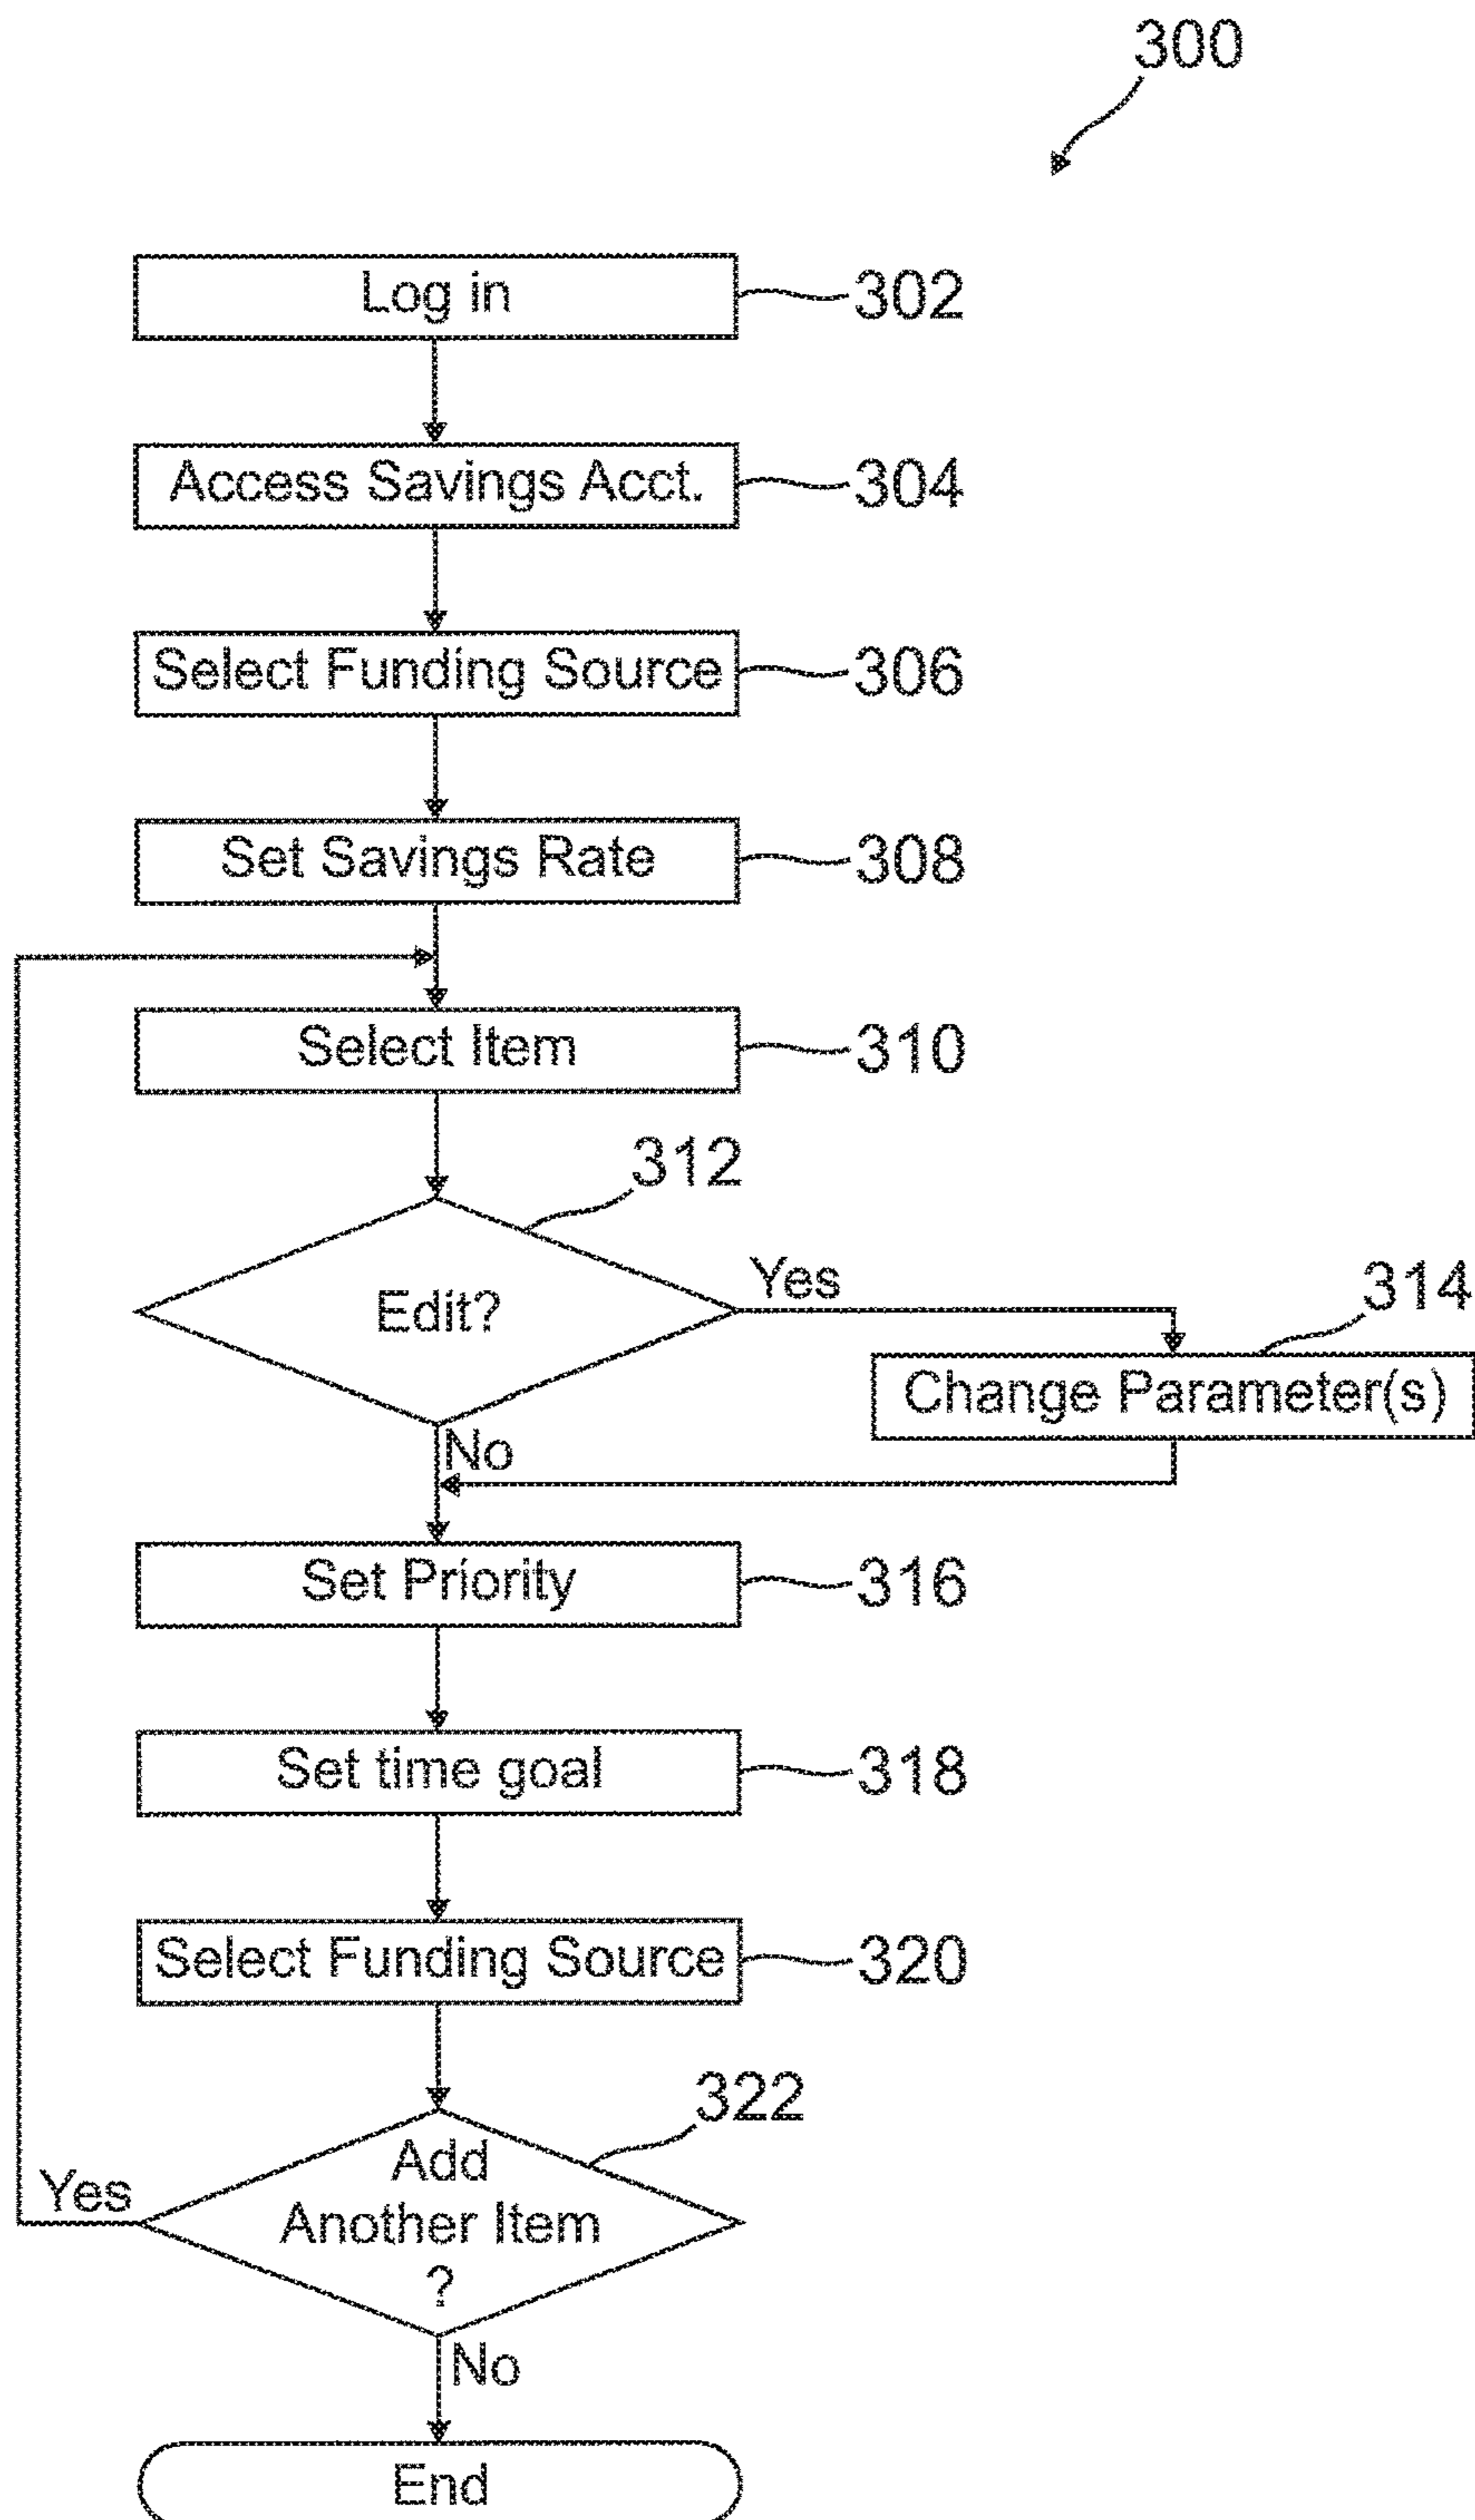 300
Log in 302
Access Savings Acct. 304
Select Funding Source 306
Set Savings Rate 308
Select Item 310
312
Edit?
Yes
314
Change Parameter(s)
No
Set Priority 316
Set time goal 318
Select Funding Source 320
322
Add
Another Item
?
Yes
No
End